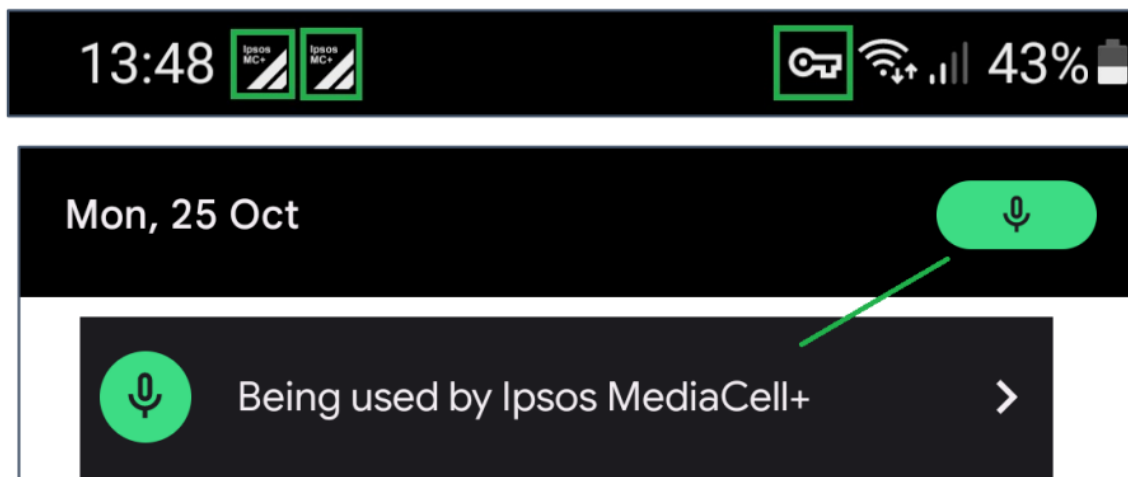 13:48 Ipsos MC+ Ipsos MC+ 43%
Mon, 25 Oct
Being used by Ipsos MediaCell+